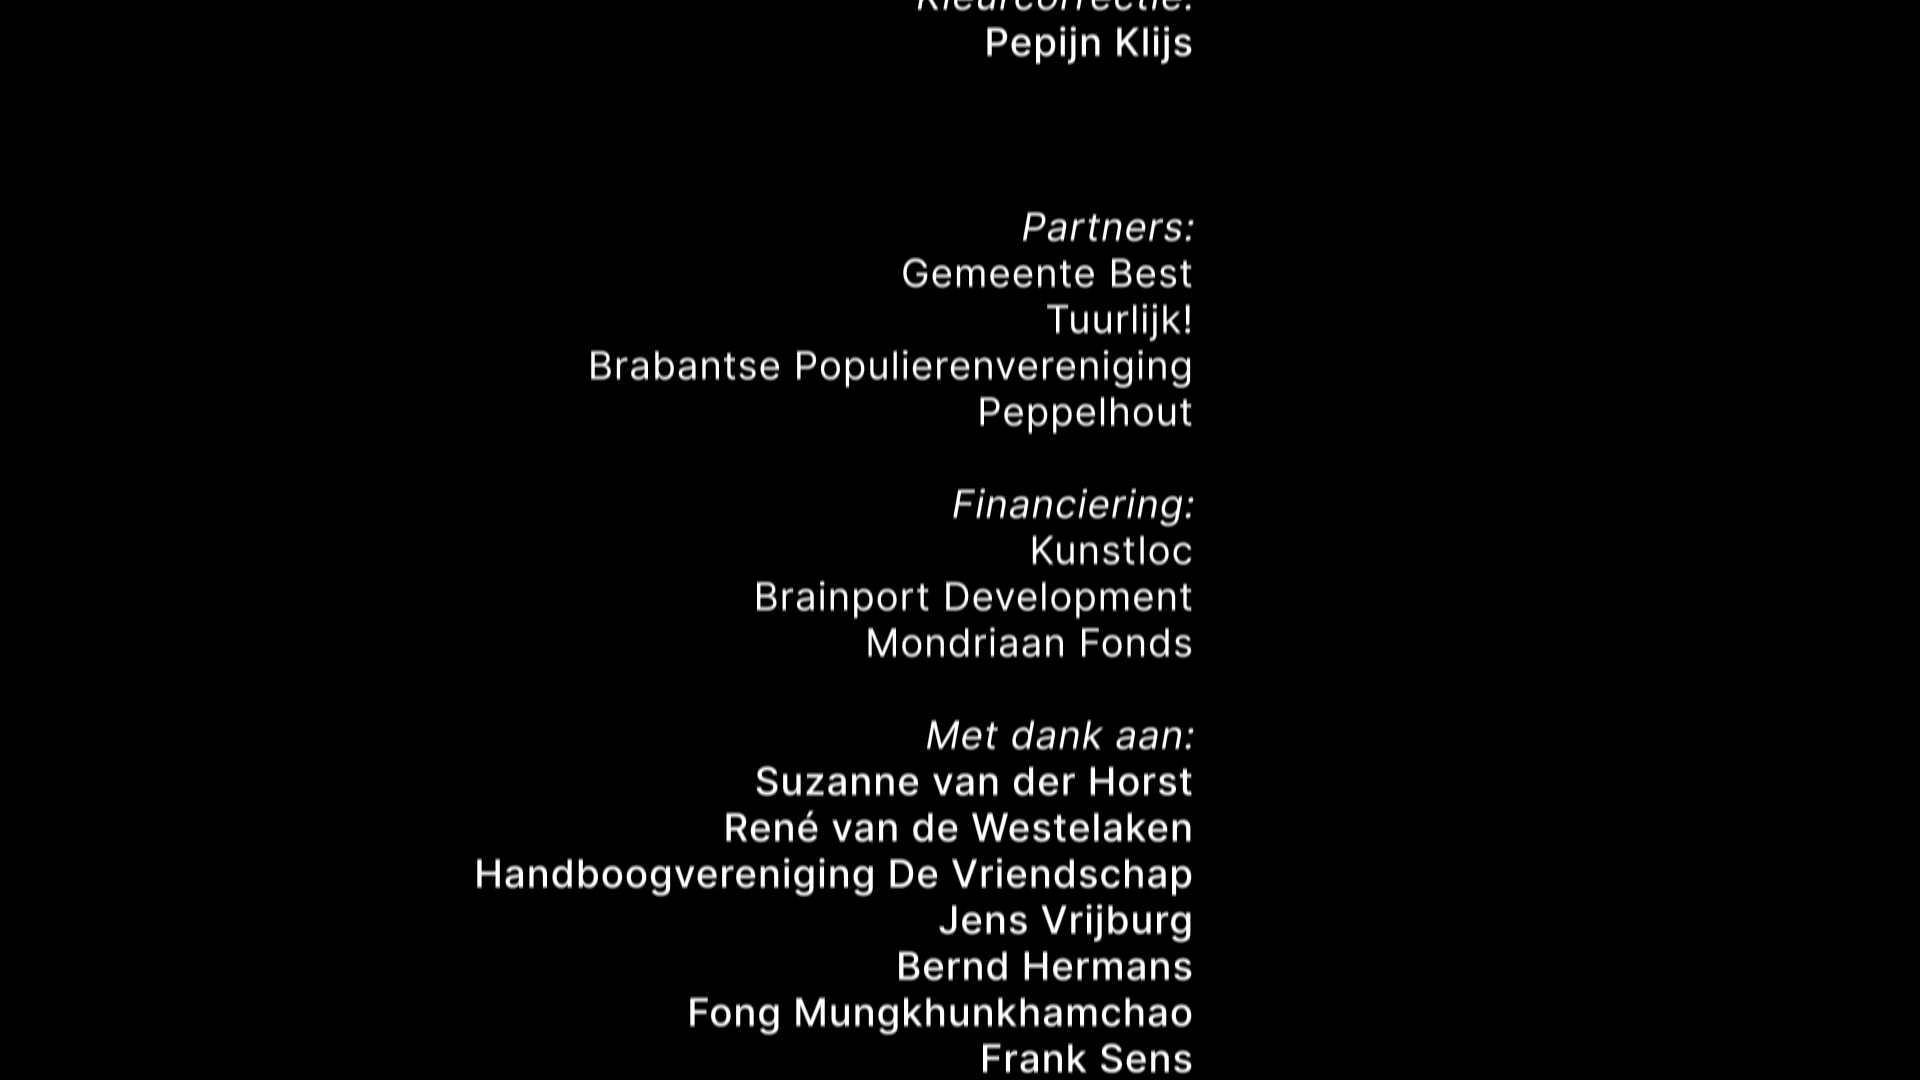 Kleurcorrectie:
Pepijn Klijs
Partners:
Gemeente Best
Tuurlijk!
Brabantse Populierenvereniging
Peppelhout
Financiering:
Kunstloc
Brainport Development
Mondriaan Fonds
Met dank aan:
Suzanne van der Horst
René van de Westelaken
Handboogvereniging De Vriendschap
Jens Vrijburg
Bernd Hermans
Fong Mungkhunkhamchao
Frank Sens